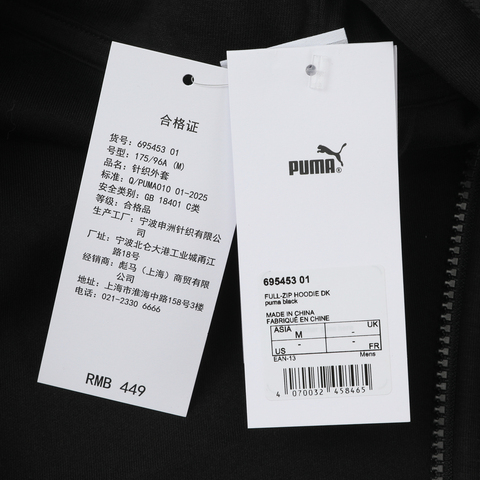 合格证
货号: 695453 01
号型: 175/96A (M)
品名: 针织外套
标准: Q/PUMA010 01-2025
安全类别: GB 18401 C类
等级: 合格品
生产工厂: 宁波申洲针织有限公
司
厂址: 宁波北仑大港工业城甬江
路18号
经销商: 彪马（上海）商贸有限
公司
地址: 上海市淮海中路158号3楼
电话: 021-2330 6666
RMB 449
PUMA®
695453 01
FULL-ZIP HOODIE DK
puma black
MADE IN CHINA
FABRIQUÉ EN CHINE
ASIA M - UK
US - - FR
EAN-13 Mens
4 070032 458465